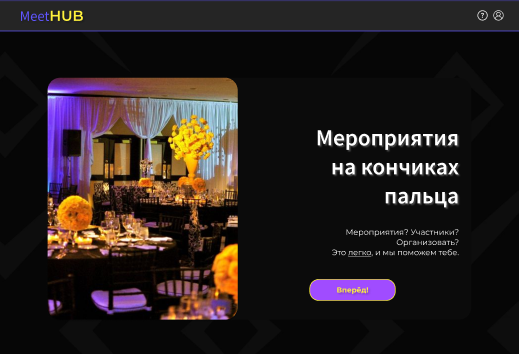 MeetHUB
Мероприятия
на кончиках
пальца
Мероприятия? Участники?
Организовать?
Это легко, и мы поможем тебе.
Вперёд!